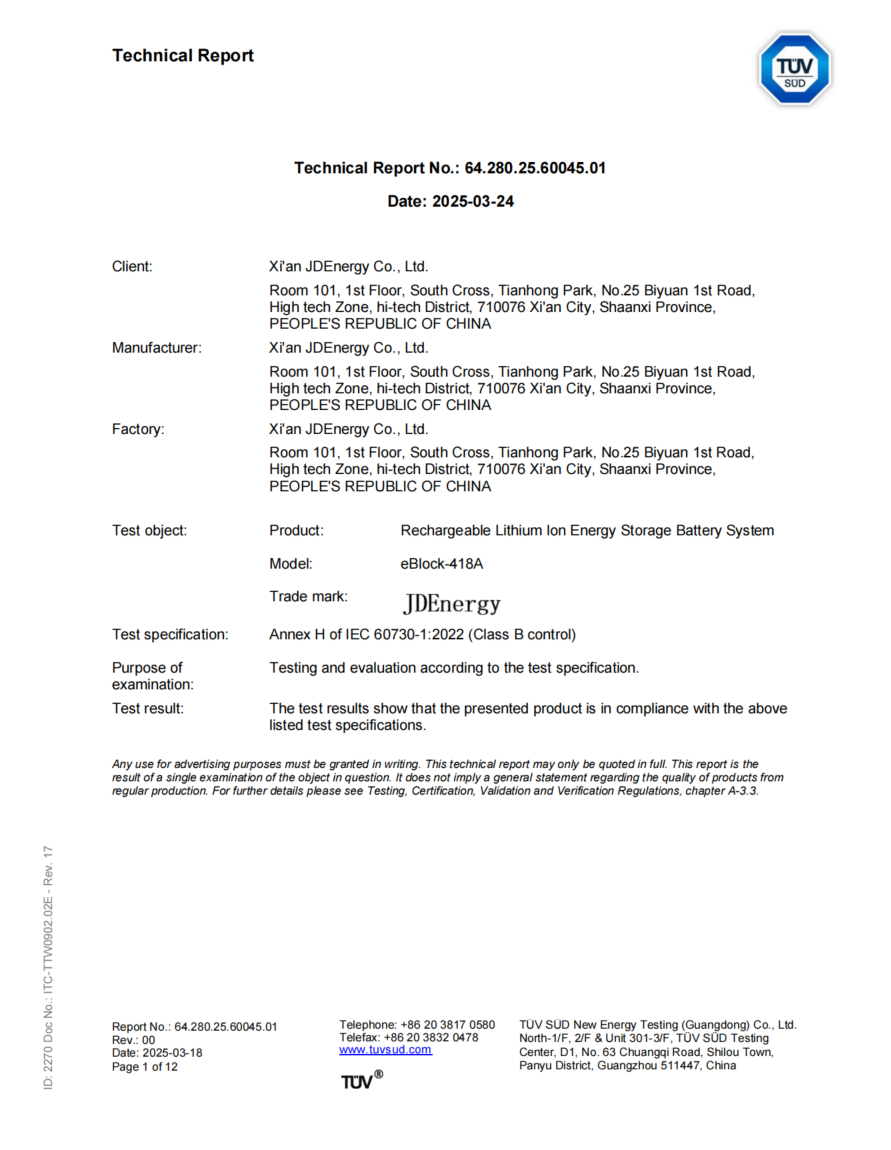 Technical Report
TÜV
SÜD
Technical Report No.: 64.280.25.60045.01
Date: 2025-03-24
Client: Xi'an JDEnergy Co., Ltd.
Room 101, 1st Floor, South Cross, Tianhong Park, No.25 Biyuan 1st Road,
High tech Zone, hi-tech District, 710076 Xi'an City, Shaanxi Province,
PEOPLE'S REPUBLIC OF CHINA
Manufacturer: Xi'an JDEnergy Co., Ltd.
Room 101, 1st Floor, South Cross, Tianhong Park, No.25 Biyuan 1st Road,
High tech Zone, hi-tech District, 710076 Xi'an City, Shaanxi Province,
PEOPLE'S REPUBLIC OF CHINA
Factory: Xi'an JDEnergy Co., Ltd.
Room 101, 1st Floor, South Cross, Tianhong Park, No.25 Biyuan 1st Road,
High tech Zone, hi-tech District, 710076 Xi'an City, Shaanxi Province,
PEOPLE'S REPUBLIC OF CHINA
Test object: Product: Rechargeable Lithium Ion Energy Storage Battery System
Model: eBlock-418A
Trade mark: JDEnergy
Test specification: Annex H of IEC 60730-1:2022 (Class B control)
Purpose of examination: Testing and evaluation according to the test specification.
Test result: The test results show that the presented product is in compliance with the above
listed test specifications.
Any use for advertising purposes must be granted in writing. This technical report may only be quoted in full. This report is the
result of a single examination of the object in question. It does not imply a general statement regarding the quality of products from
regular production. For further details please see Testing, Certification, Validation and Verification Regulations, chapter A-3.3.
ID: 2270 Doc No.: ITC-TTW0902.02E - Rev. 17
Report No.: 64.280.25.60045.01
Rev.: 00
Date: 2025-03-18
Page 1 of 12
Telephone: +86 20 3817 0580
Telefax: +86 20 3832 0478
www.tuvsud.com
TÜV®
TÜV SÜD New Energy Testing (Guangdong) Co., Ltd.
North-1/F, 2/F & Unit 301-3/F, TÜV SÜD Testing
Center, D1, No. 63 Chuangqi Road, Shilou Town,
Panyu District, Guangzhou 511447, China